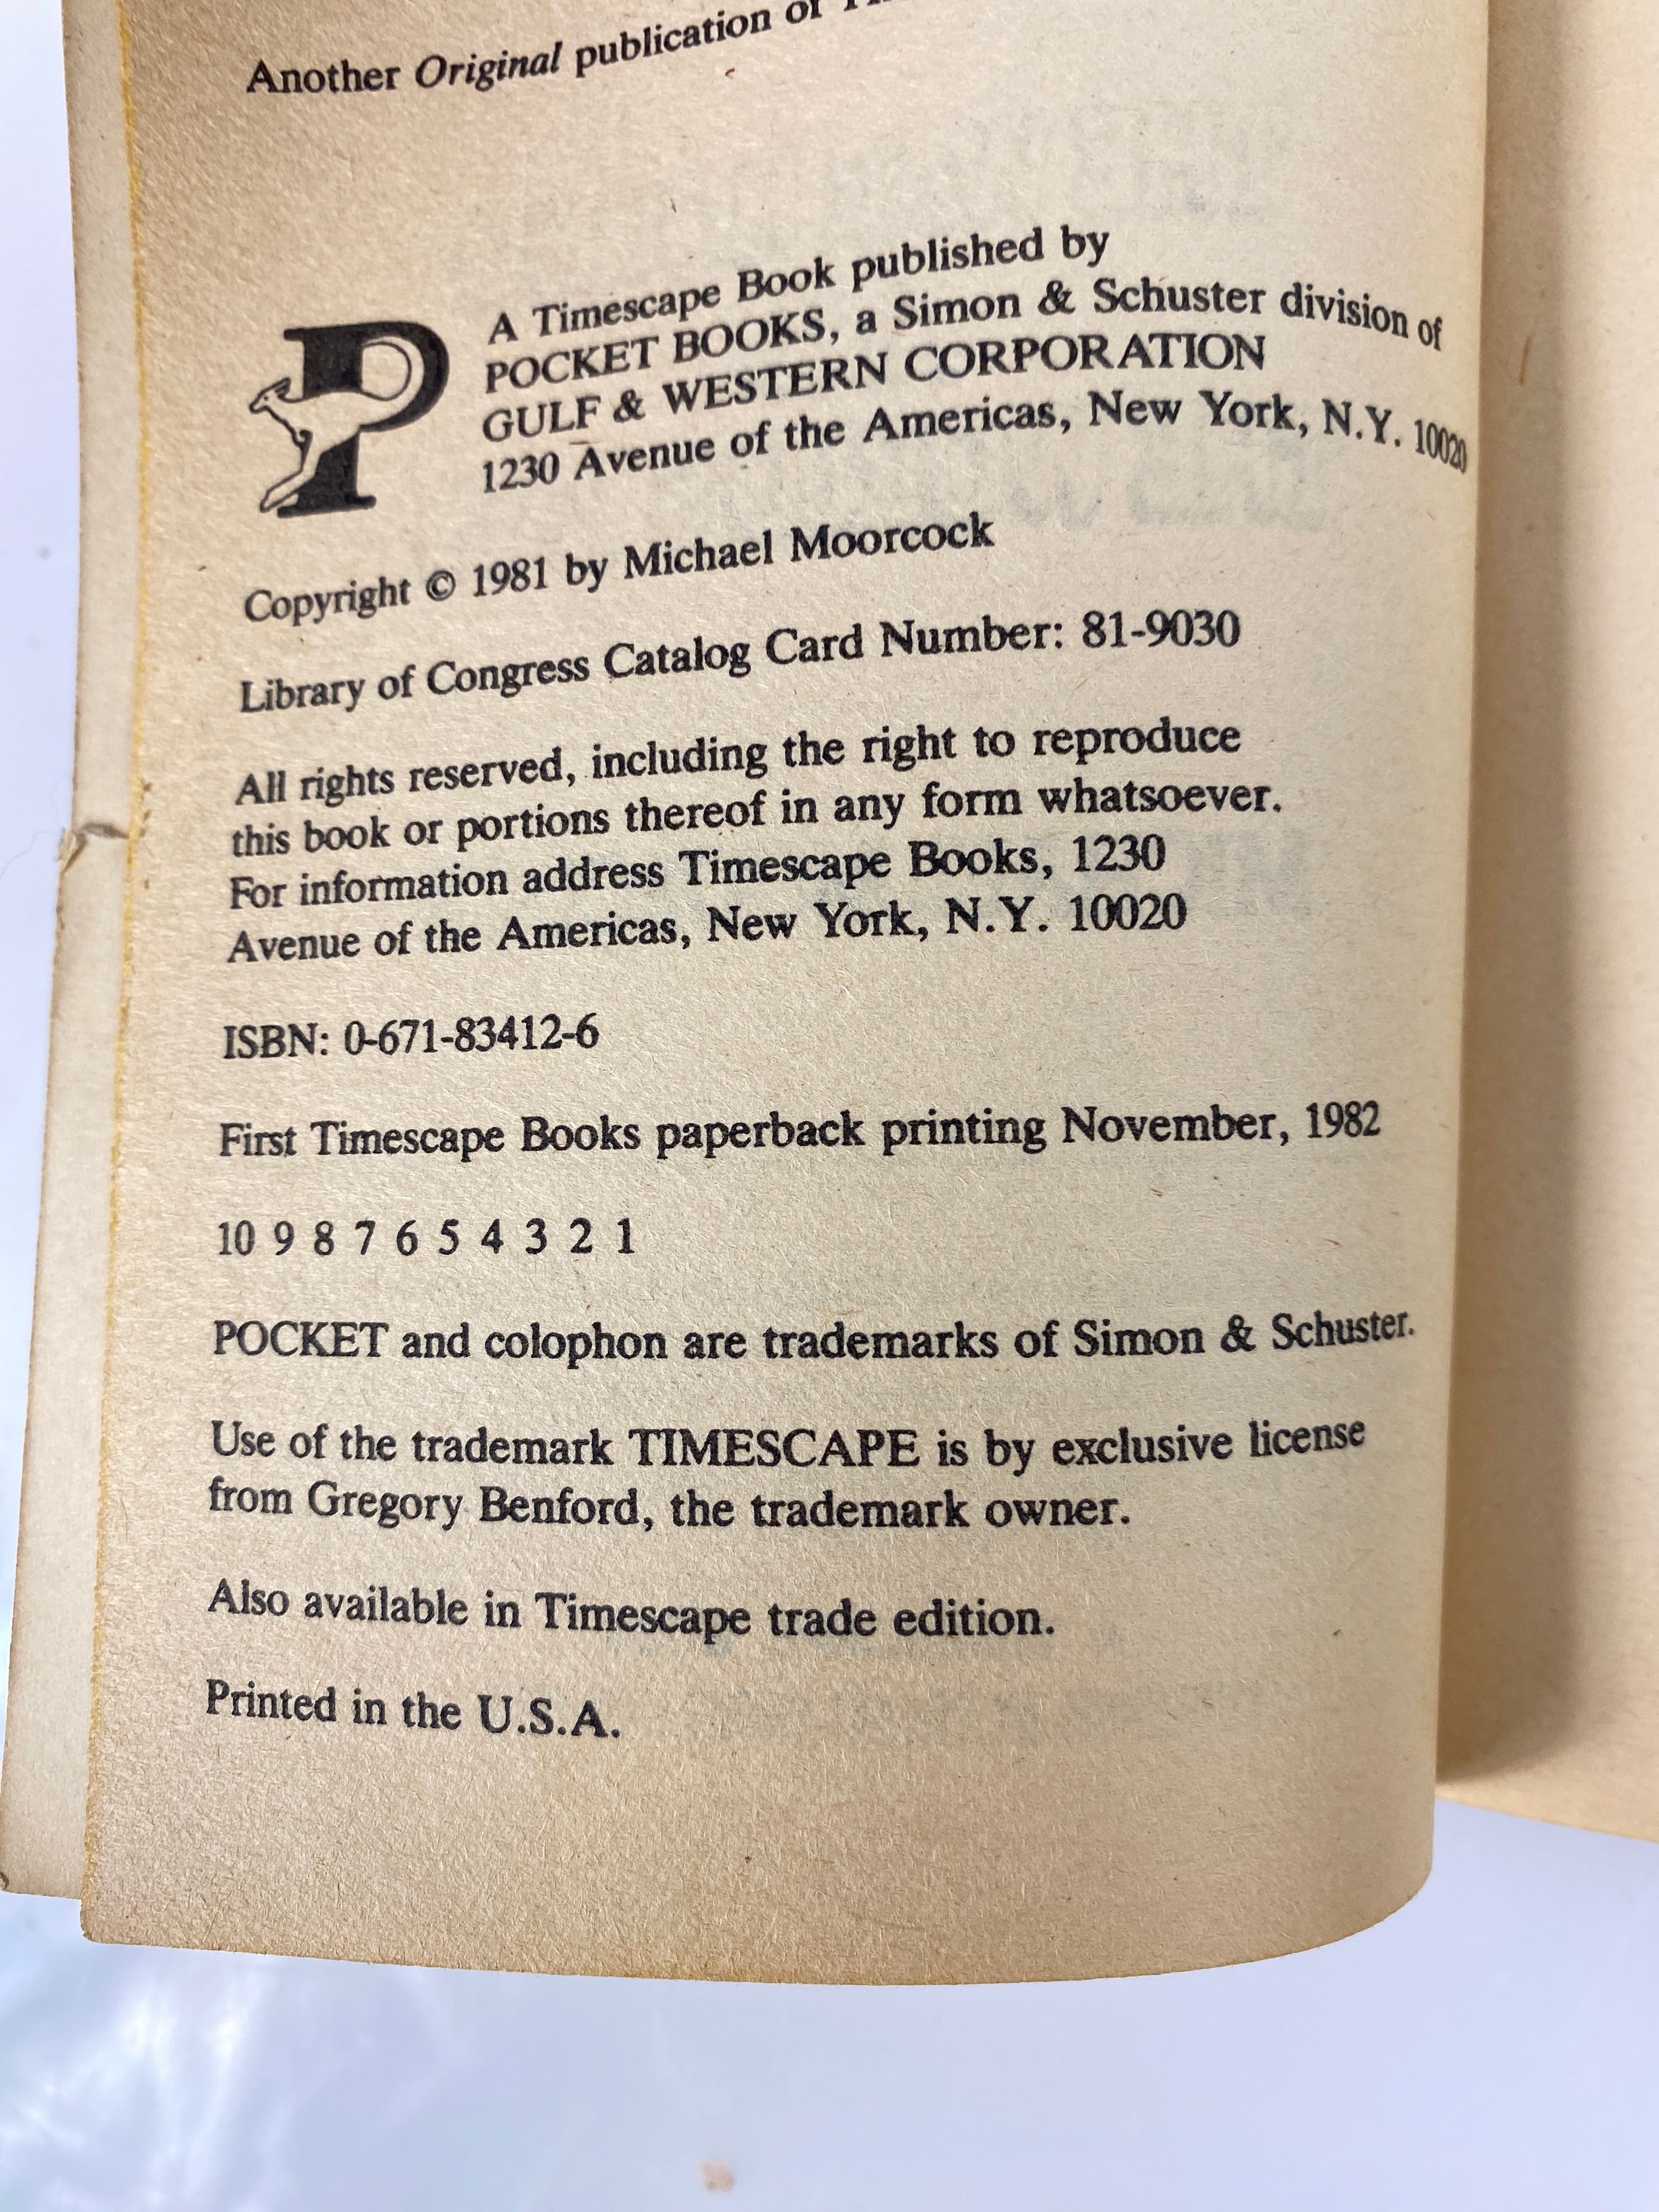 Another Original publication of
A Timescape Book published by
POCKET BOOKS, a Simon & Schuster division of
GULF & WESTERN CORPORATION
1230 Avenue of the Americas, New York, N.Y. 10020
Copyright © 1981 by Michael Moorcock
Library of Congress Catalog Card Number: 81-9030
All rights reserved, including the right to reproduce
this book or portions thereof in any form whatsoever.
For information address Timescape Books, 1230
Avenue of the Americas, New York, N.Y. 10020
ISBN: 0-671-83412-6
First Timescape Books paperback printing November, 1982
10 9 8 7 6 5 4 3 2 1
POCKET and colophon are trademarks of Simon & Schuster.
Use of the trademark TIMESCAPE is by exclusive license
from Gregory Benford, the trademark owner.
Also available in Timescape trade edition.
Printed in the U.S.A.